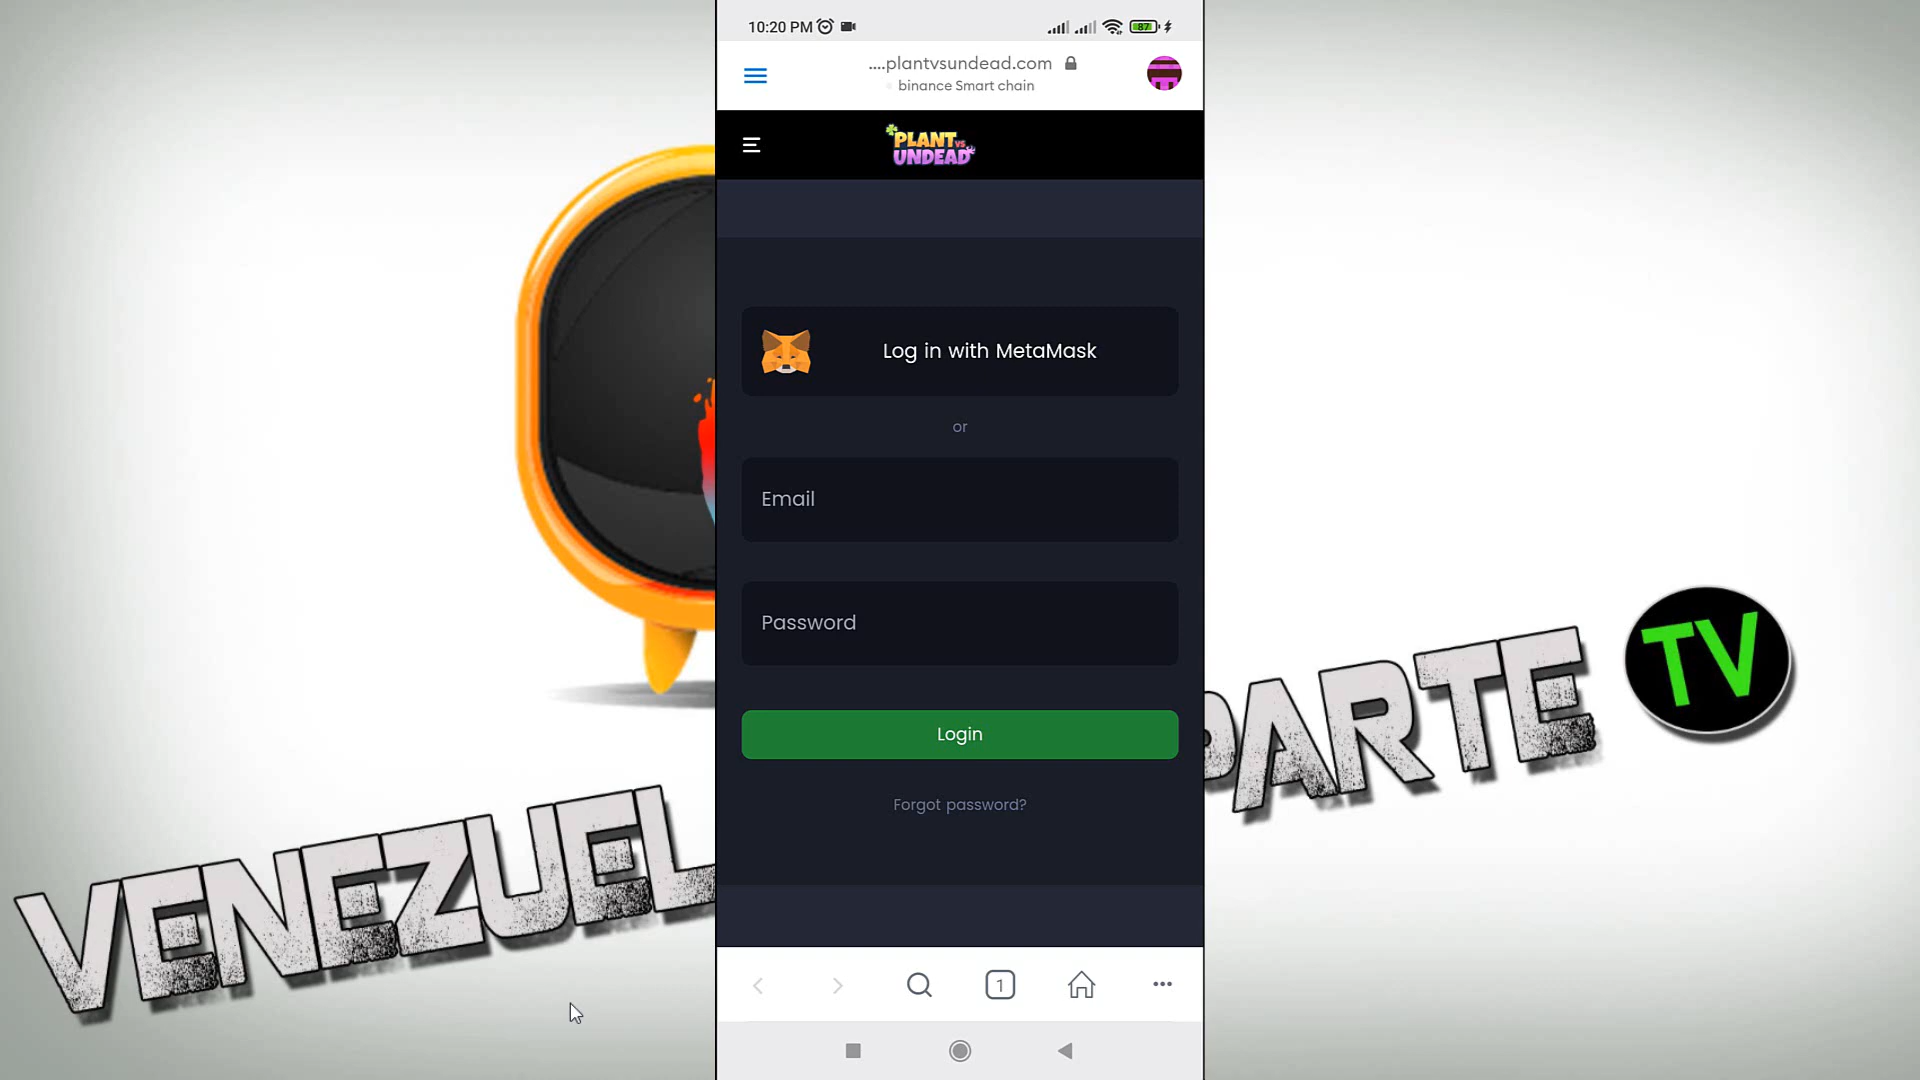 10:20 PM
87
....plantvsundead.com
binance Smart chain
PLANT VS
UNDEAD
Log in with MetaMask
or
Email
Password
Login
Forgot password?
1
VENEZUEL
PARTE
TV